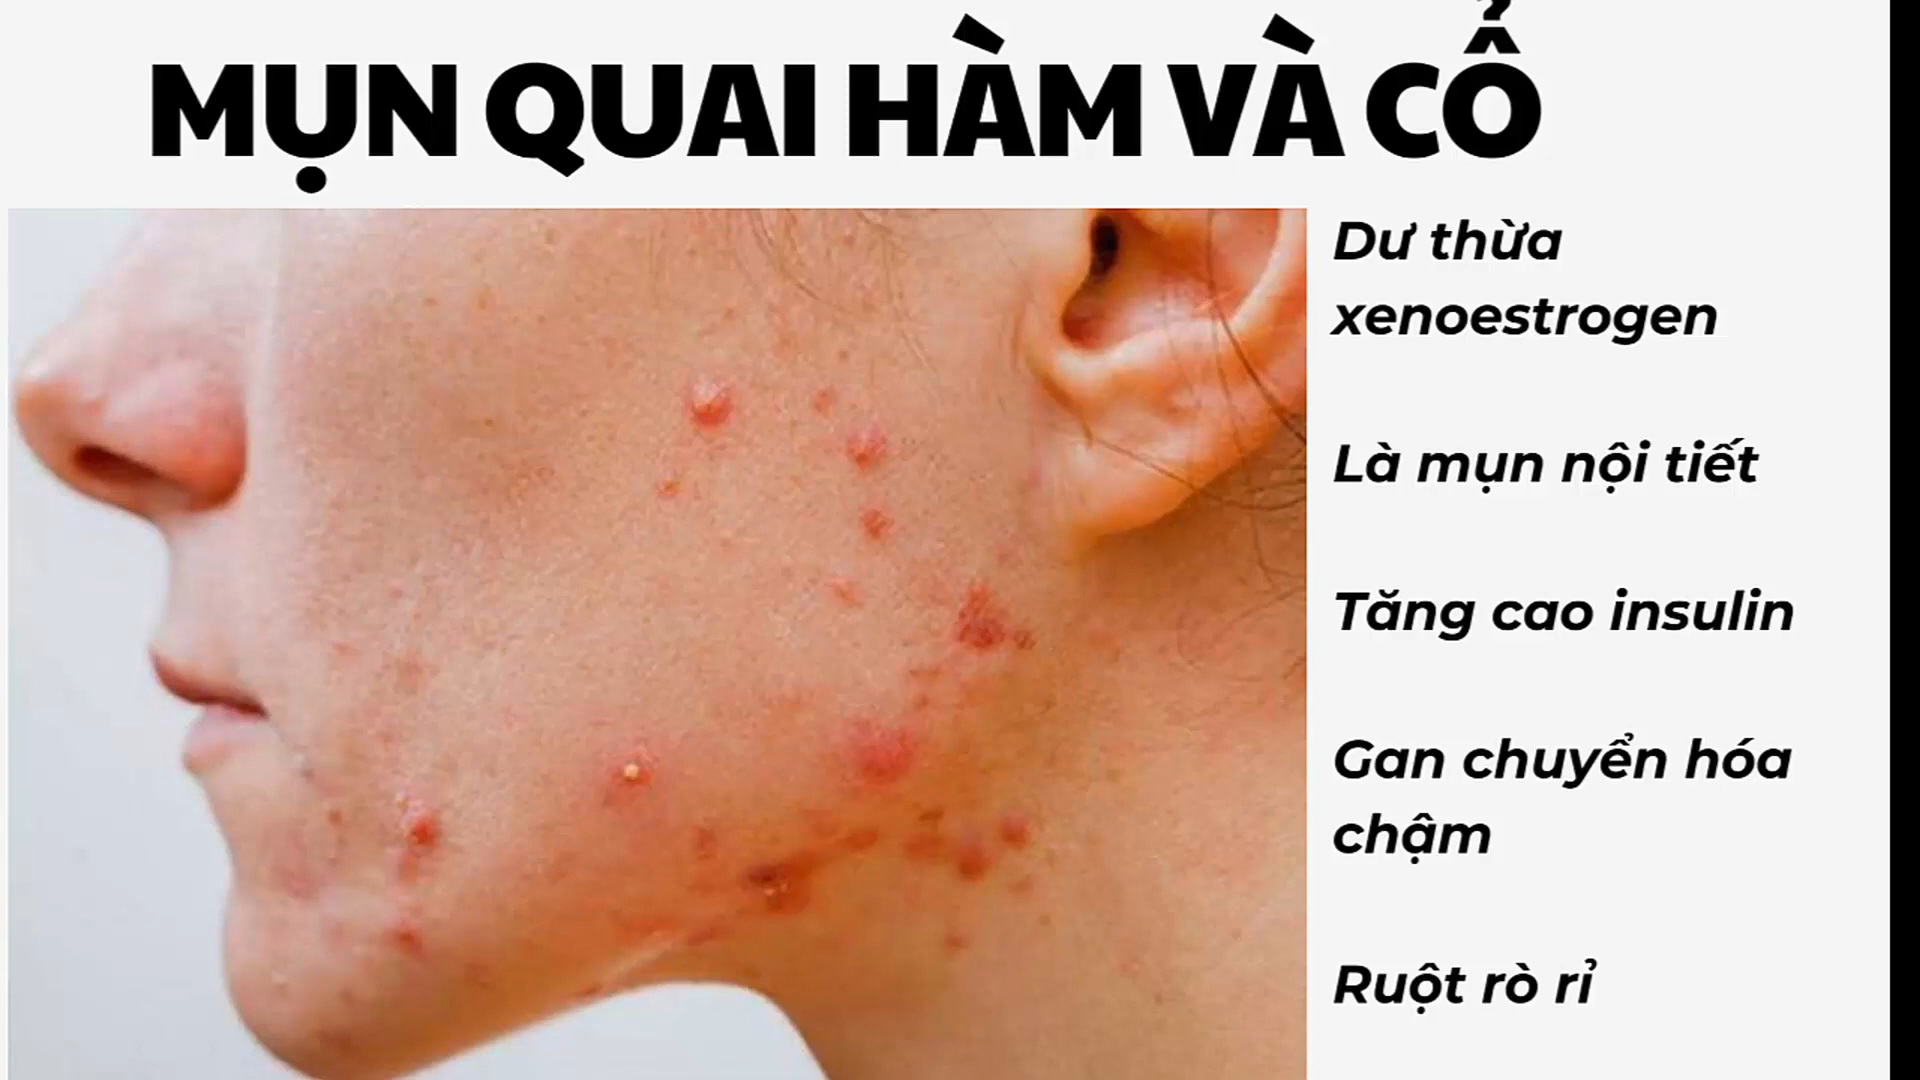 MỤN QUAI HÀM VÀ CỔ
Dư thừa
xenoestrogen
Là mụn nội tiết
Tăng cao insulin
Gan chuyển hóa
chậm
Ruột rò rỉ